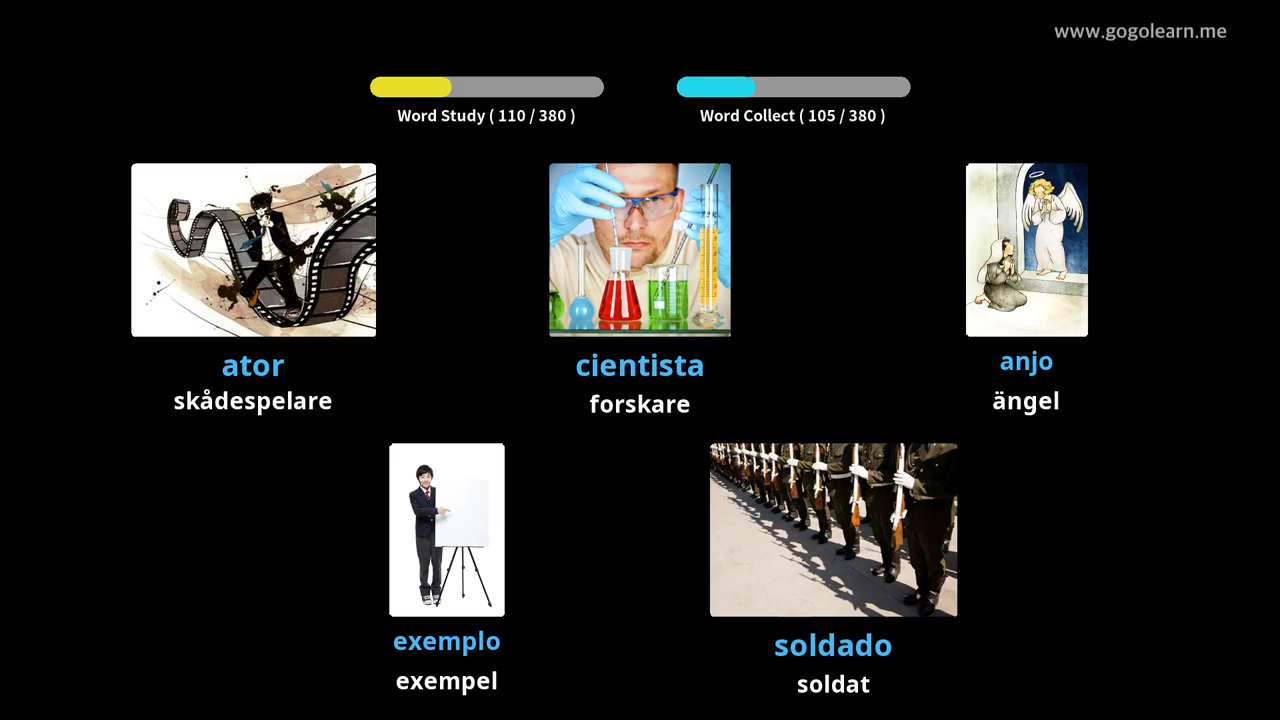 www.gogolearn.me
Word Study ( 110 / 380 )
Word Collect ( 105 / 380 )
ator
skådespelare
cientista
forskare
anjo
ängel
exemplo
exempel
soldado
soldat